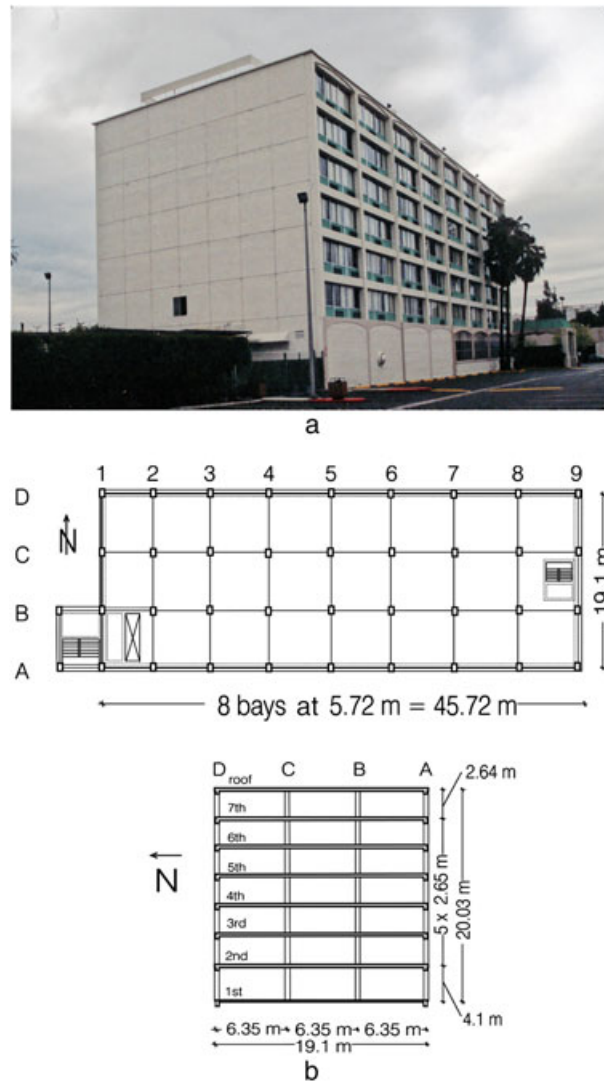 a
1 2 3 4 5 6 7 8 9
D
N
C
B
A
19.1 m
8 bays at 5.72 m = 45.72 m
D C B A
roof
2.64 m
7th
6th
5th
N
4th
3rd
2nd
1st
5 x 2.65 m
20.03 m
4.1 m
6.35 m 6.35 m 6.35 m
19.1 m
b